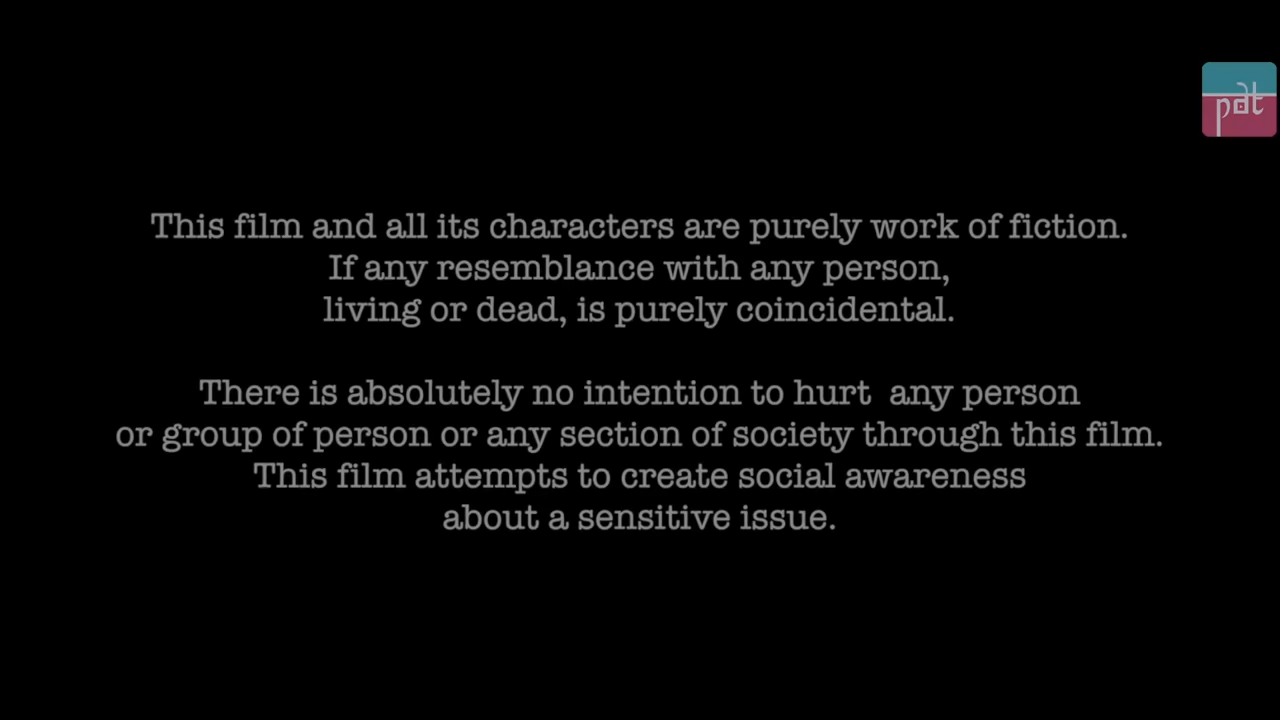 pat
This film and all its characters are purely work of fiction.
If any resemblance with any person,
living or dead, is purely coincidental.
There is absolutely no intention to hurt  any person
or group of person or any section of society through this film.
This film attempts to create social awareness
about a sensitive issue.